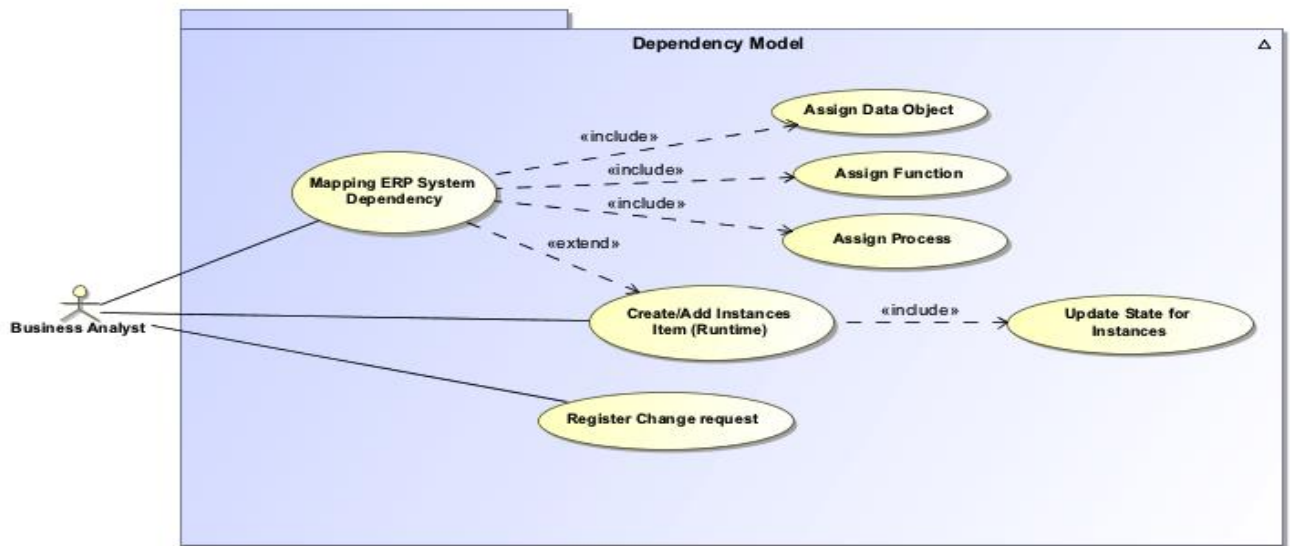 Dependency Model
Assign Data Object
«include»
Mapping ERP System
Dependency
«include»
Assign Function
«include»
Assign Process
«extend»
Business Analyst
Create/Add Instances
Item (Runtime)
«include»
Update State for
Instances
Register Change request